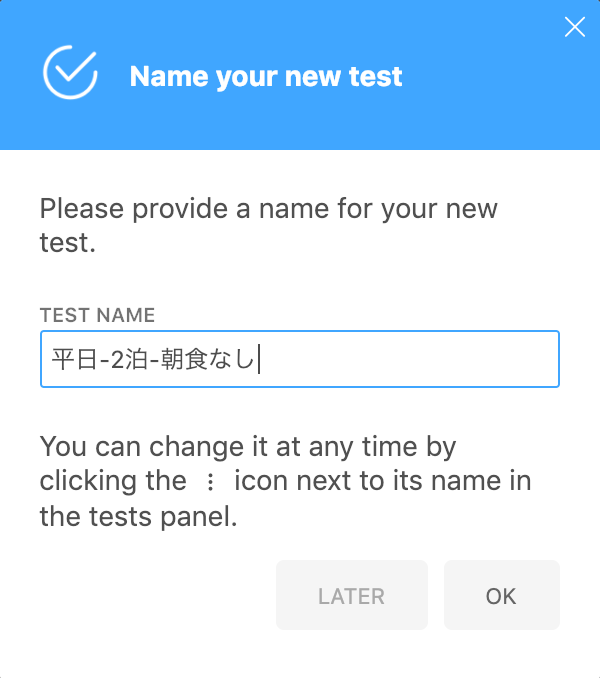 Name your new test
Please provide a name for your new
test.
TEST NAME
平日-2泊-朝食なし
You can change it at any time by
clicking the ⋮ icon next to its name in
the tests panel.
LATER
OK